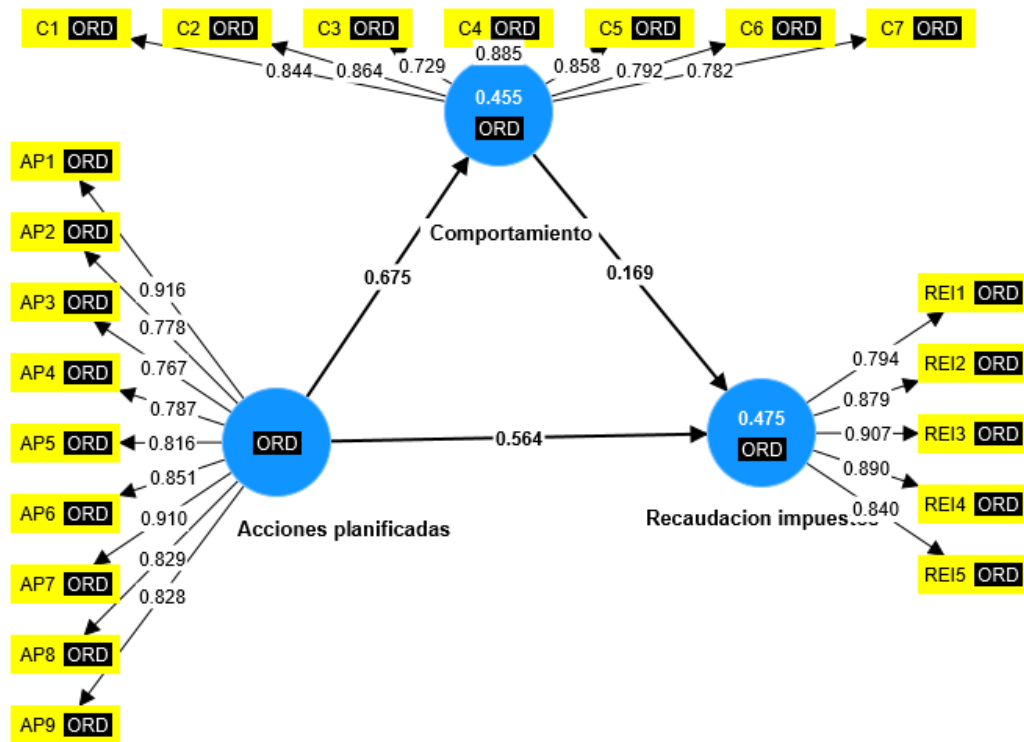 C1 ORD C2 ORD C3 ORD C4 ORD C5 ORD C6 ORD C7 ORD
0.844 0.864 0.729 0.885 0.858 0.792 0.782
0.455
ORD
AP1 ORD
AP2 ORD
AP3 ORD
AP4 ORD
AP5 ORD
AP6 ORD
AP7 ORD
AP8 ORD
AP9 ORD
0.916
0.778
0.767
0.787
0.816
0.851
0.910
0.829
0.828
ORD
Acciones planificadas
0.675
Comportamiento
0.169
0.564
0.475
ORD
Recaudacion impuestos
0.794
0.879
0.907
0.890
0.840
REI1 ORD
REI2 ORD
REI3 ORD
REI4 ORD
REI5 ORD